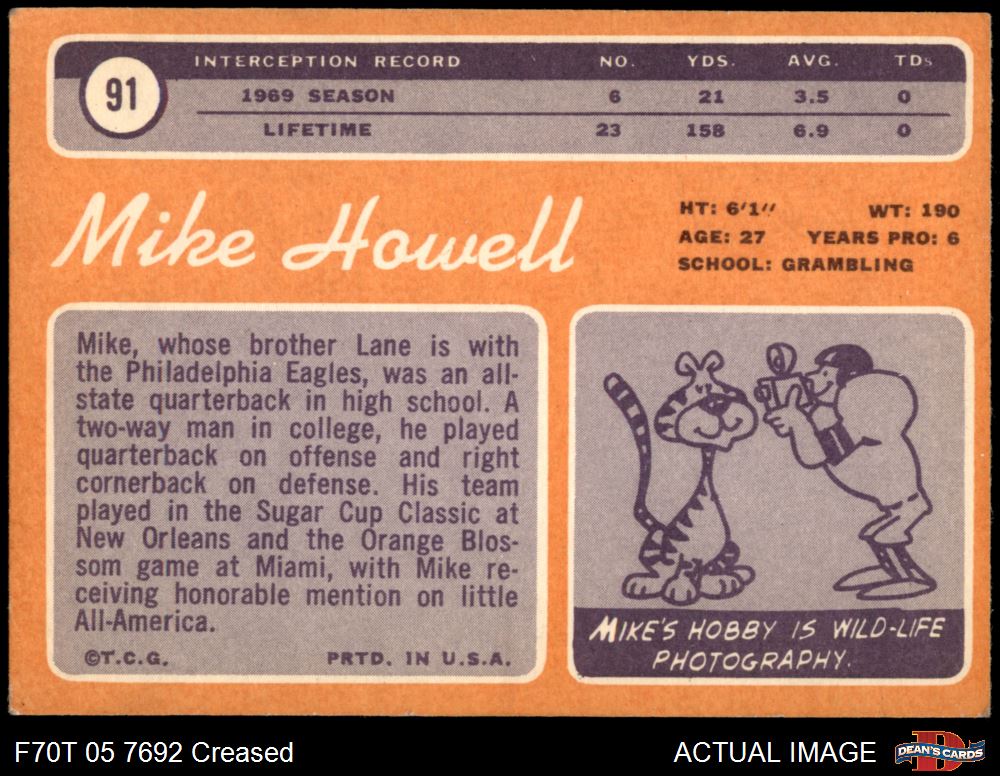 91
INTERCEPTION RECORD NO. YDS. AVG. TDs
1969 SEASON 6 21 3.5 0
LIFETIME 23 158 6.9 0
Mike Howell
HT: 6'1" WT: 190
AGE: 27 YEARS PRO: 6
SCHOOL: GRAMBLING
Mike, whose brother Lane is with
the Philadelphia Eagles, was an all-
state quarterback in high school. A
two-way man in college, he played
quarterback on offense and right
cornerback on defense. His team
played in the Sugar Cup Classic at
New Orleans and the Orange Blos-
som game at Miami, with Mike re-
ceiving honorable mention on little
All-America.
©T.C.G. PRTD. IN U.S.A.
MIKE'S HOBBY IS WILD-LIFE
PHOTOGRAPHY.
F70T 05 7692 Creased ACTUAL IMAGE
D
DEAN'S CARDS